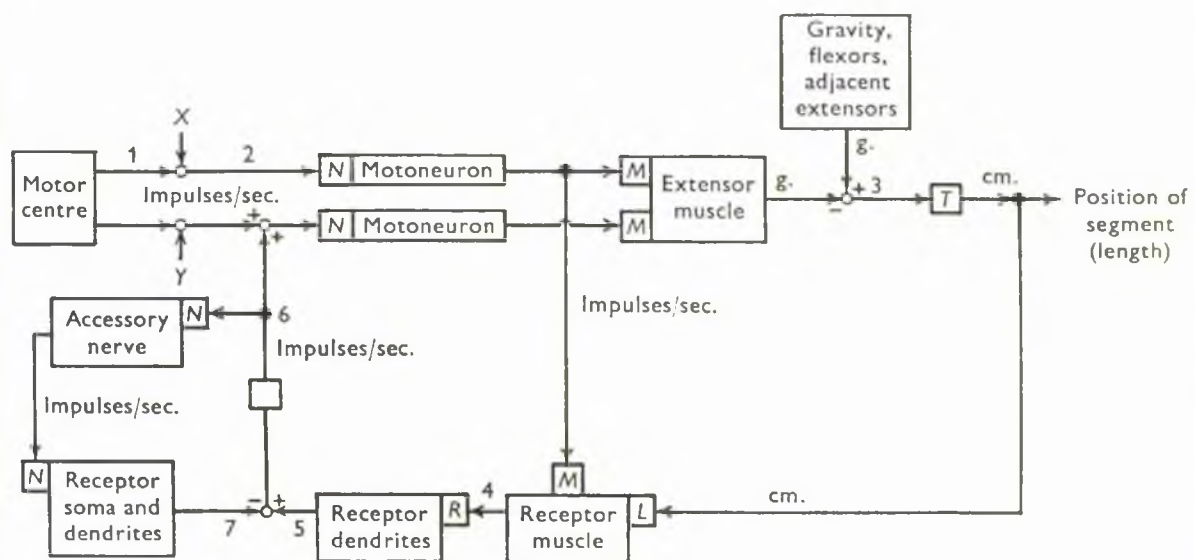 Gravity,
flexors,
adjacent
extensors
X
g.
1
2
N
Motoneuron
M
Extensor
muscle
g.
+
3
-
T
cm.
Position of
segment
(length)
Motor
centre
Impulses/sec.
+
+
N
Motoneuron
M
Y
Accessory
nerve
N
6
Impulses/sec.
Impulses/sec.
Impulses/sec.
N
Receptor
soma and
dendrites
7
-
+
5
Receptor
dendrites
R
4
M
Receptor
muscle
L
cm.